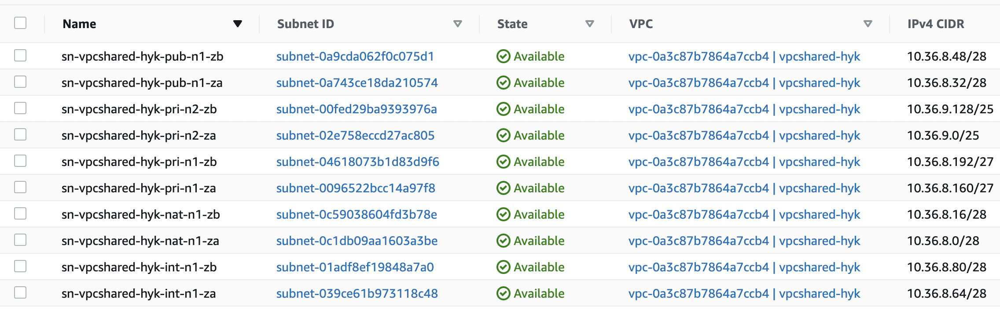 Name Subnet ID State VPC IPv4 CIDR
sn-vpcshared-hyk-pub-n1-zb subnet-0a9cda062f0c075d1 Available vpc-0a3c87b7864a7ccb4 | vpcshared-hyk 10.36.8.48/28
sn-vpcshared-hyk-pub-n1-za subnet-0a743ce18da210574 Available vpc-0a3c87b7864a7ccb4 | vpcshared-hyk 10.36.8.32/28
sn-vpcshared-hyk-pri-n2-zb subnet-00fed29ba9393976a Available vpc-0a3c87b7864a7ccb4 | vpcshared-hyk 10.36.9.128/25
sn-vpcshared-hyk-pri-n2-za subnet-02e758eccd27ac805 Available vpc-0a3c87b7864a7ccb4 | vpcshared-hyk 10.36.9.0/25
sn-vpcshared-hyk-pri-n1-zb subnet-04618073b1d83d9f6 Available vpc-0a3c87b7864a7ccb4 | vpcshared-hyk 10.36.8.192/27
sn-vpcshared-hyk-pri-n1-za subnet-0096522bcc14a97f8 Available vpc-0a3c87b7864a7ccb4 | vpcshared-hyk 10.36.8.160/27
sn-vpcshared-hyk-nat-n1-zb subnet-0c59038604fd3b78e Available vpc-0a3c87b7864a7ccb4 | vpcshared-hyk 10.36.8.16/28
sn-vpcshared-hyk-nat-n1-za subnet-0c1db09aa1603a3be Available vpc-0a3c87b7864a7ccb4 | vpcshared-hyk 10.36.8.0/28
sn-vpcshared-hyk-int-n1-zb subnet-01adf8ef19848a7a0 Available vpc-0a3c87b7864a7ccb4 | vpcshared-hyk 10.36.8.80/28
sn-vpcshared-hyk-int-n1-za subnet-039ce61b973118c48 Available vpc-0a3c87b7864a7ccb4 | vpcshared-hyk 10.36.8.64/28